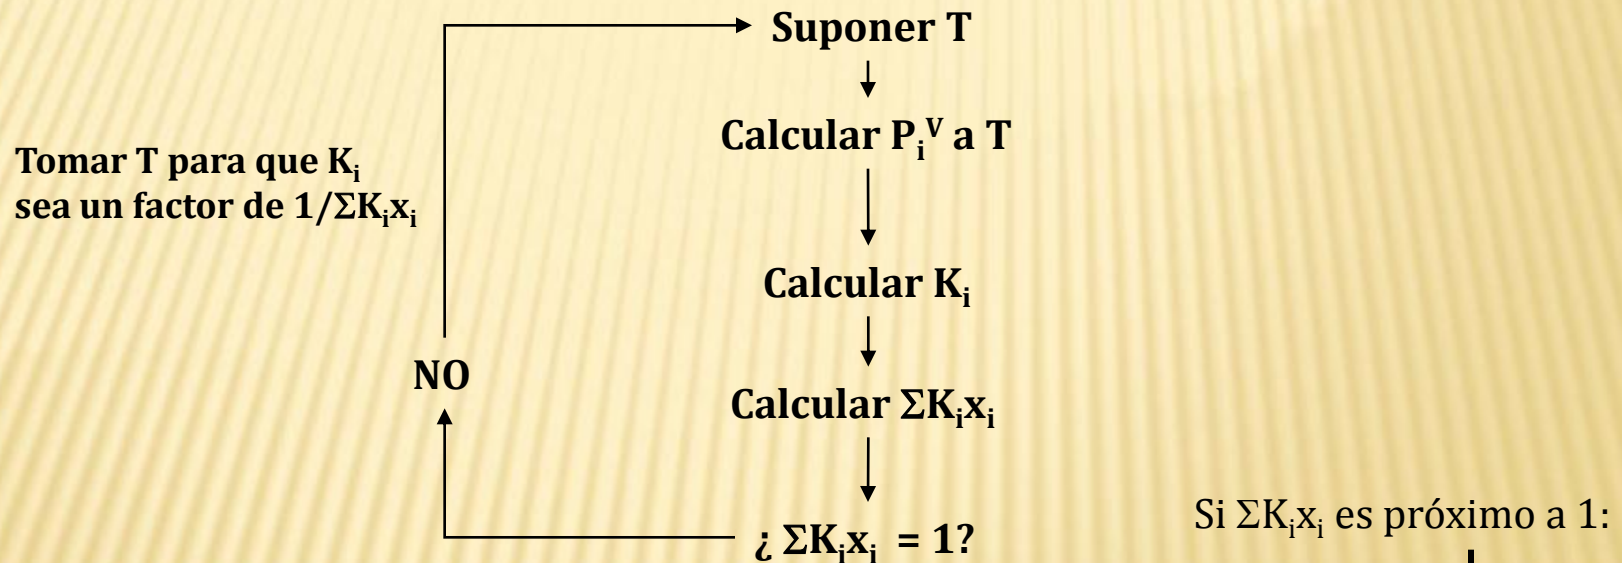 Suponer T
Calcular Pᵢⱽ a T
Tomar T para que Kᵢ
sea un factor de 1/ΣKᵢxᵢ
Calcular Kᵢ
NO
Calcular ΣKᵢxᵢ
Si ΣKᵢxᵢ es próximo a 1:
¿ ΣKᵢxᵢ = 1?